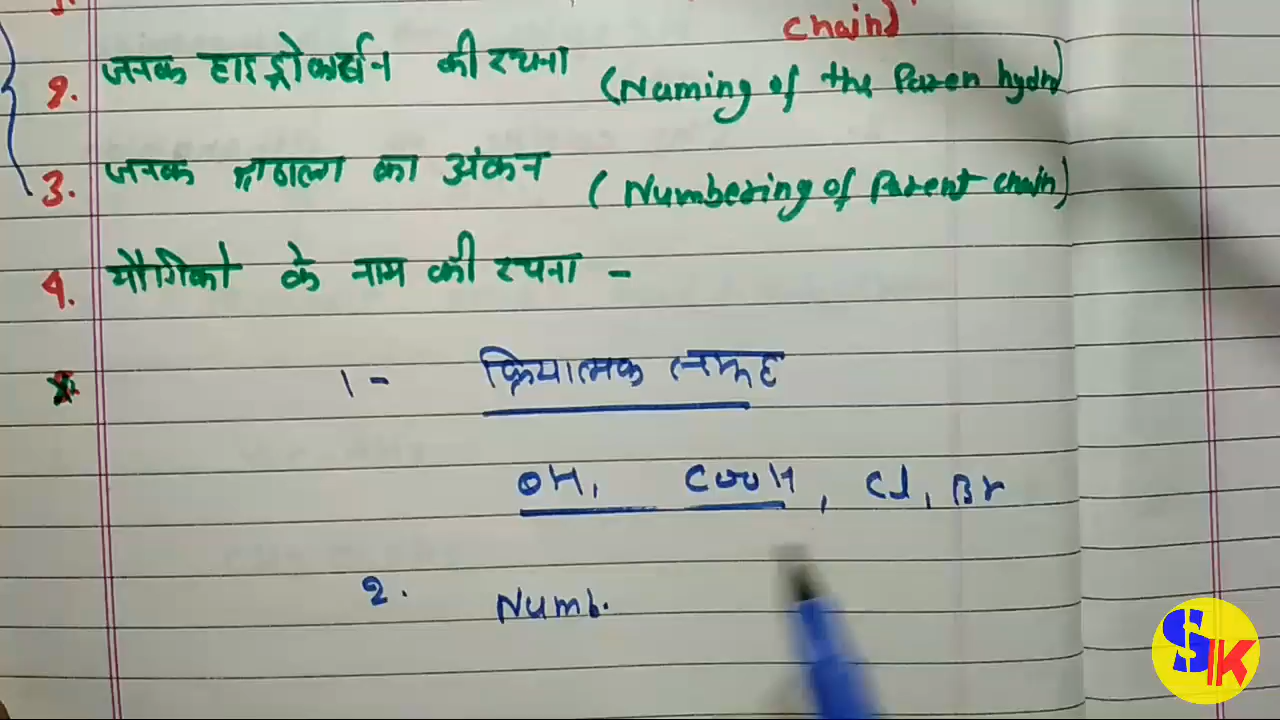 chain)
2. जनक हाइड्रोकार्बन की रचना (Naming of the Paren hydro)
3. जनक श्रृंखला का अंकन (Numbering of Parent chain)
4. यौगिको के नाम की रचना -
* 1- क्रियात्मक समूह
OH, COOH, Cl, Br
2. Numb.
SK